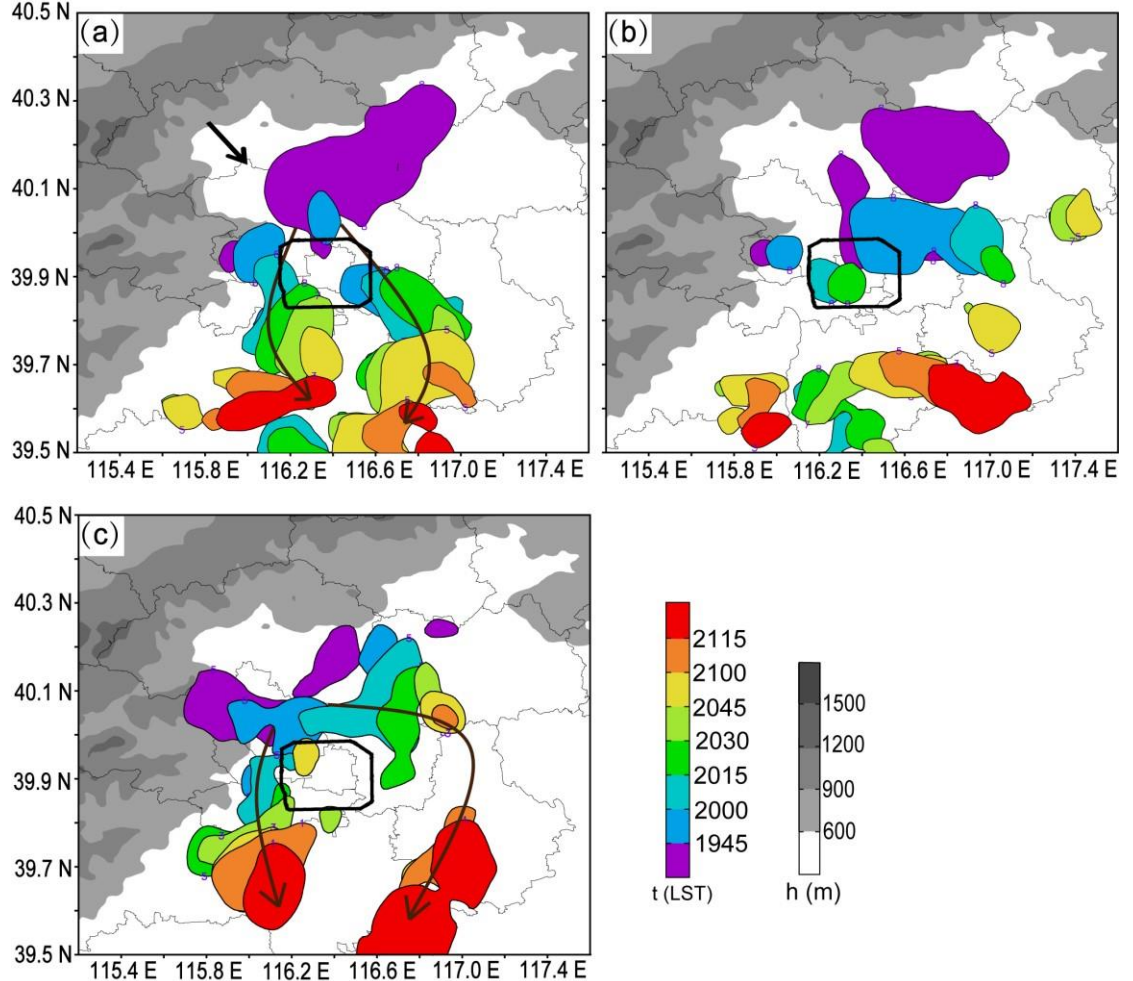 (a)
40.5 N
40.3 N
40.1 N
39.9 N
39.7 N
39.5 N
115.4 E 115.8 E 116.2 E 116.6 E 117.0 E 117.4 E
(b)
115.4 E 115.8 E 116.2 E 116.6 E 117.0 E 117.4 E
(c)
40.5 N
40.3 N
40.1 N
39.9 N
39.7 N
39.5 N
115.4 E 115.8 E 116.2 E 116.6 E 117.0 E 117.4 E
2115
2100
2045
2030
2015
2000
1945
t (LST)
1500
1200
900
600
h (m)